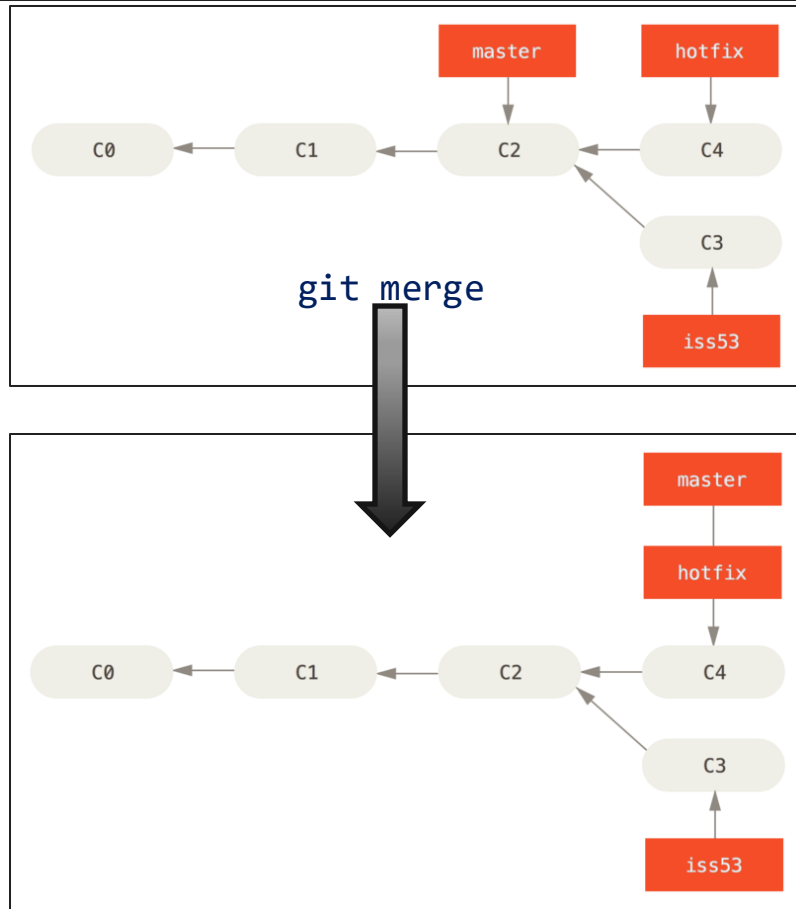 master hotfix
C0 C1 C2 C4
C3
git merge
iss53
master
hotfix
C0 C1 C2 C4
C3
iss53